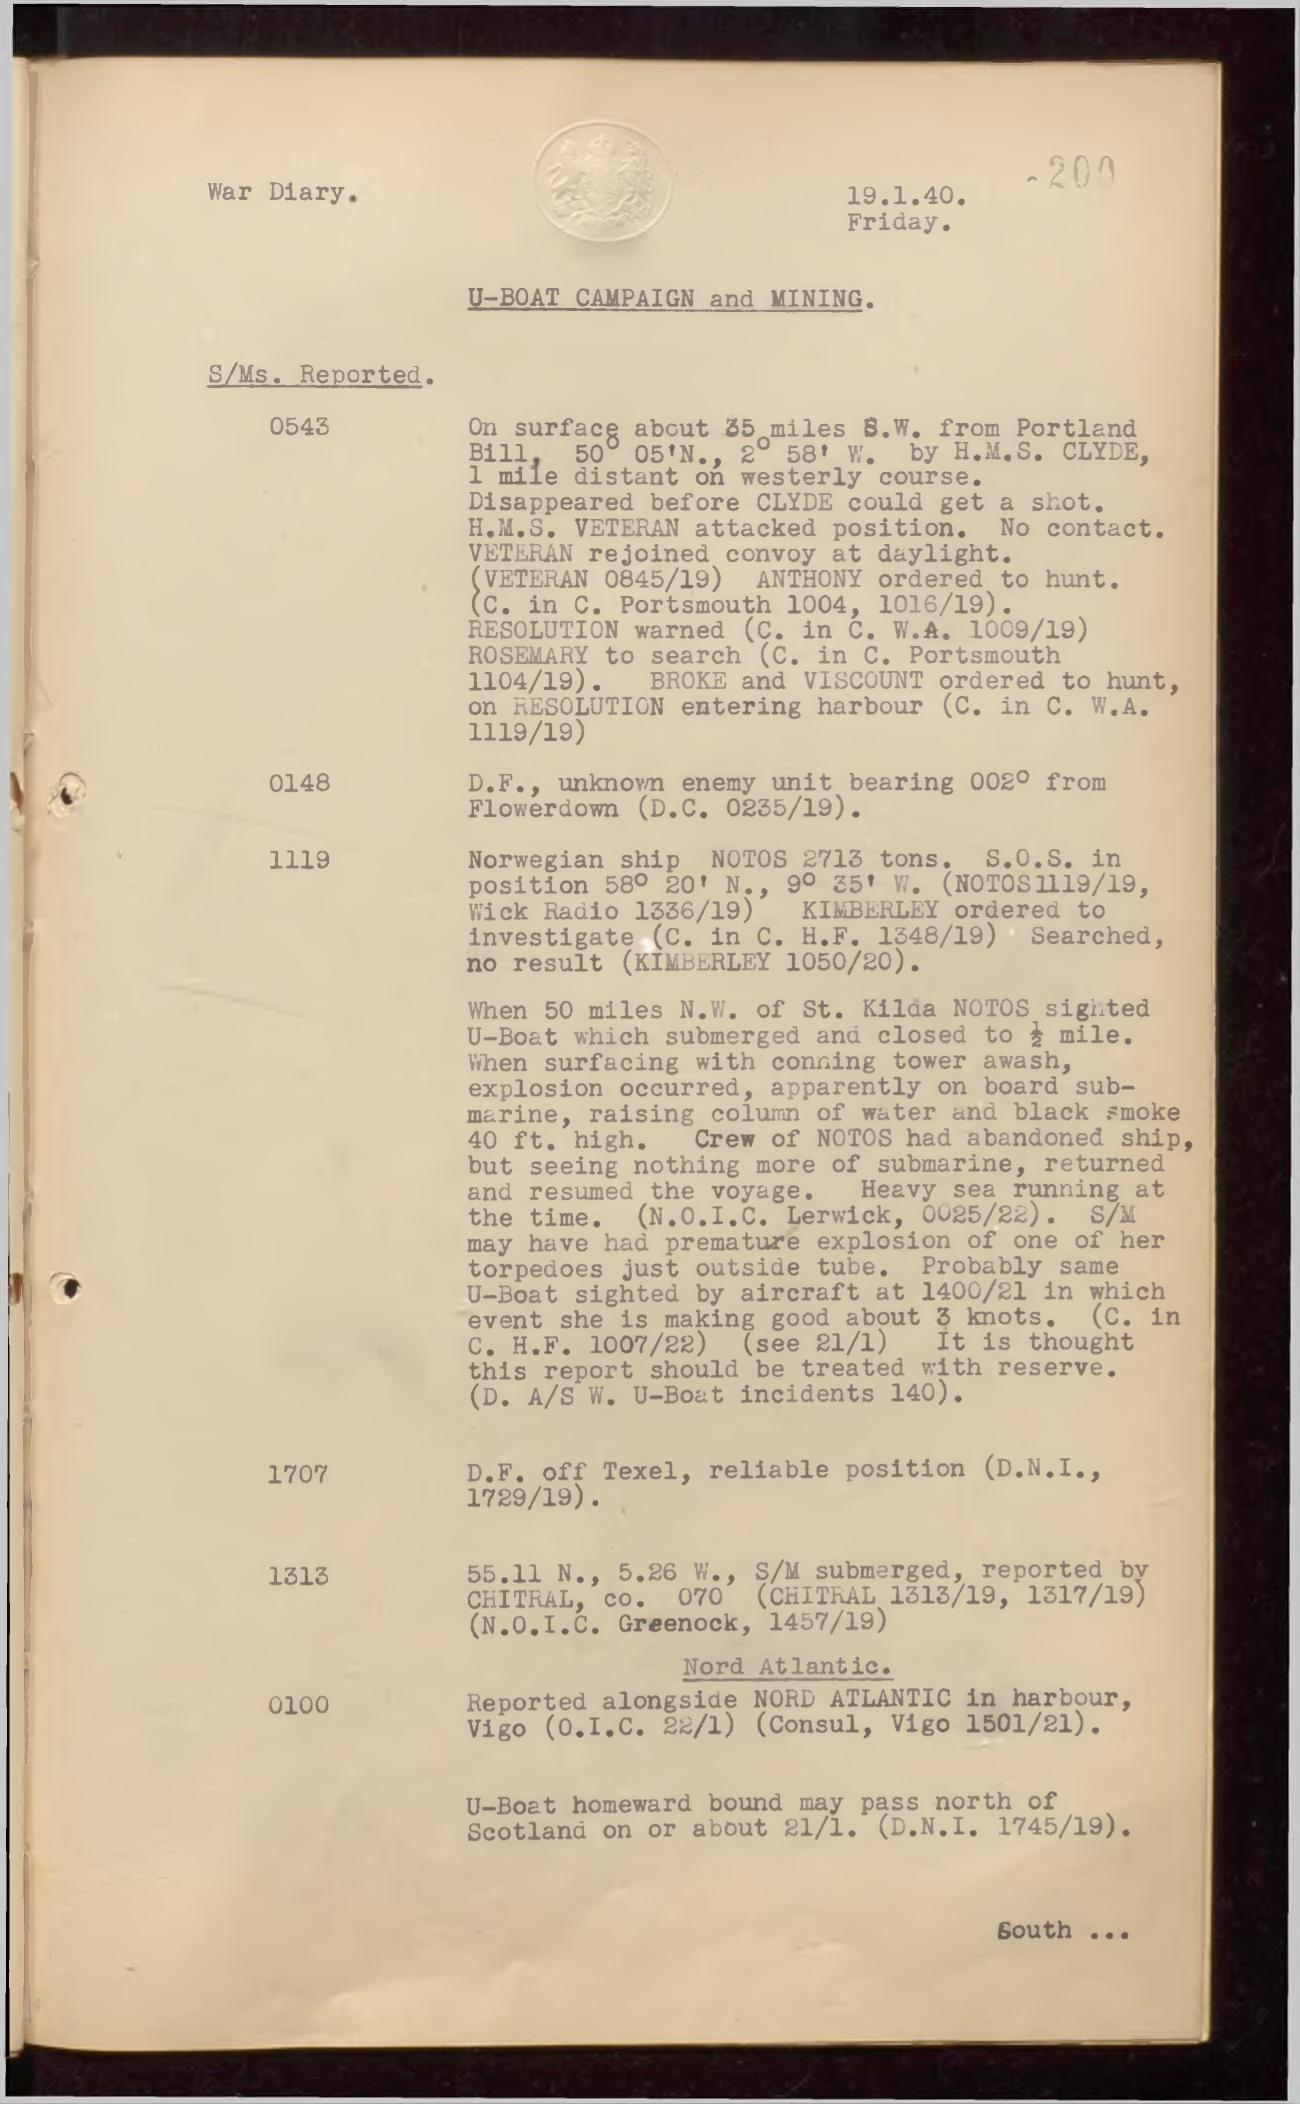 -200
War Diary.
19.1.40.
Friday.
U-BOAT CAMPAIGN and MINING.
S/Ms. Reported.
0543 On surface about 35 miles S.W. from Portland
Bill, 50° 05'N., 2° 58' W. by H.M.S. CLYDE,
1 mile distant on westerly course.
Disappeared before CLYDE could get a shot.
H.M.S. VETERAN attacked position. No contact.
VETERAN rejoined convoy at daylight.
(VETERAN 0845/19) ANTHONY ordered to hunt.
(C. in C. Portsmouth 1004, 1016/19).
RESOLUTION warned (C. in C. W.A. 1009/19)
ROSEMARY to search (C. in C. Portsmouth
1104/19). BROKE and VISCOUNT ordered to hunt,
on RESOLUTION entering harbour (C. in C. W.A.
1119/19)
0148 D.F., unknown enemy unit bearing 002° from
Flowerdown (D.C. 0235/19).
1119 Norwegian ship NOTOS 2713 tons. S.O.S. in
position 58° 20' N., 9° 35' W. (NOTOS 1119/19,
Wick Radio 1336/19) KIMBERLEY ordered to
investigate (C. in C. H.F. 1348/19) Searched,
no result (KIMBERLEY 1050/20).
When 50 miles N.W. of St. Kilda NOTOS sighted
U-Boat which submerged and closed to ½ mile.
When surfacing with conning tower awash,
explosion occurred, apparently on board sub-
marine, raising column of water and black smoke
40 ft. high. Crew of NOTOS had abandoned ship,
but seeing nothing more of submarine, returned
and resumed the voyage. Heavy sea running at
the time. (N.O.I.C. Lerwick, 0025/22). S/M
may have had premature explosion of one of her
torpedoes just outside tube. Probably same
U-Boat sighted by aircraft at 1400/21 in which
event she is making good about 3 knots. (C. in
C. H.F. 1007/22) (see 21/1) It is thought
this report should be treated with reserve.
(D. A/S W. U-Boat incidents 140).
1707 D.F. off Texel, reliable position (D.N.I.,
1729/19).
1313 55.11 N., 5.26 W., S/M submerged, reported by
CHITRAL, co. 070 (CHITRAL 1313/19, 1317/19)
(N.O.I.C. Greenock, 1457/19)
Nord Atlantic.
0100 Reported alongside NORD ATLANTIC in harbour,
Vigo (O.I.C. 22/1) (Consul, Vigo 1501/21).
U-Boat homeward bound may pass north of
Scotland on or about 21/1. (D.N.I. 1745/19).
South ...